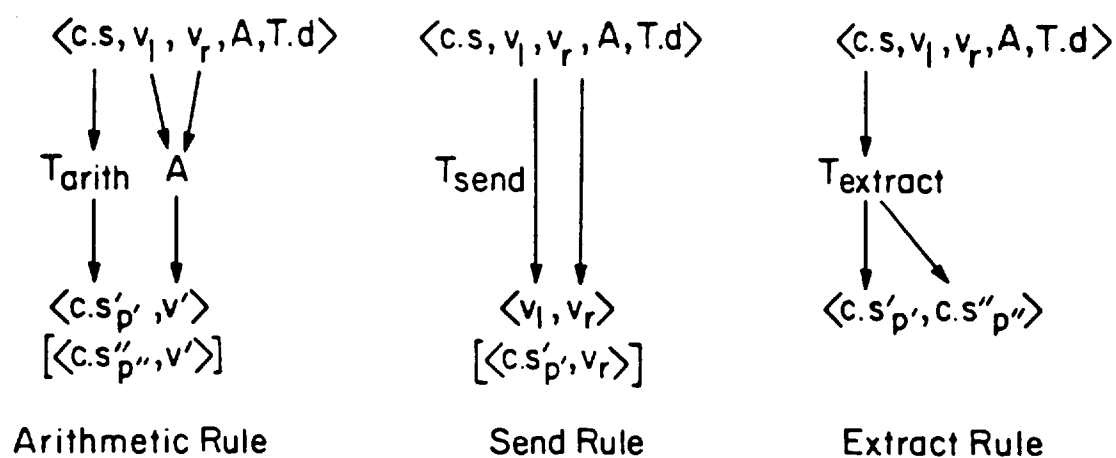 ⟨c.s, v_l, v_r, A, T.d⟩ ⟨c.s, v_l, v_r, A, T.d⟩ ⟨c.s, v_l, v_r, A, T.d⟩
T_arith A T_send T_extract
⟨c.s'_p', v'⟩ ⟨v_l, v_r⟩ ⟨c.s'_p', c.s''_p''⟩
[⟨c.s''_p'', v'⟩] [⟨c.s'_p', v_r⟩]
Arithmetic Rule Send Rule Extract Rule